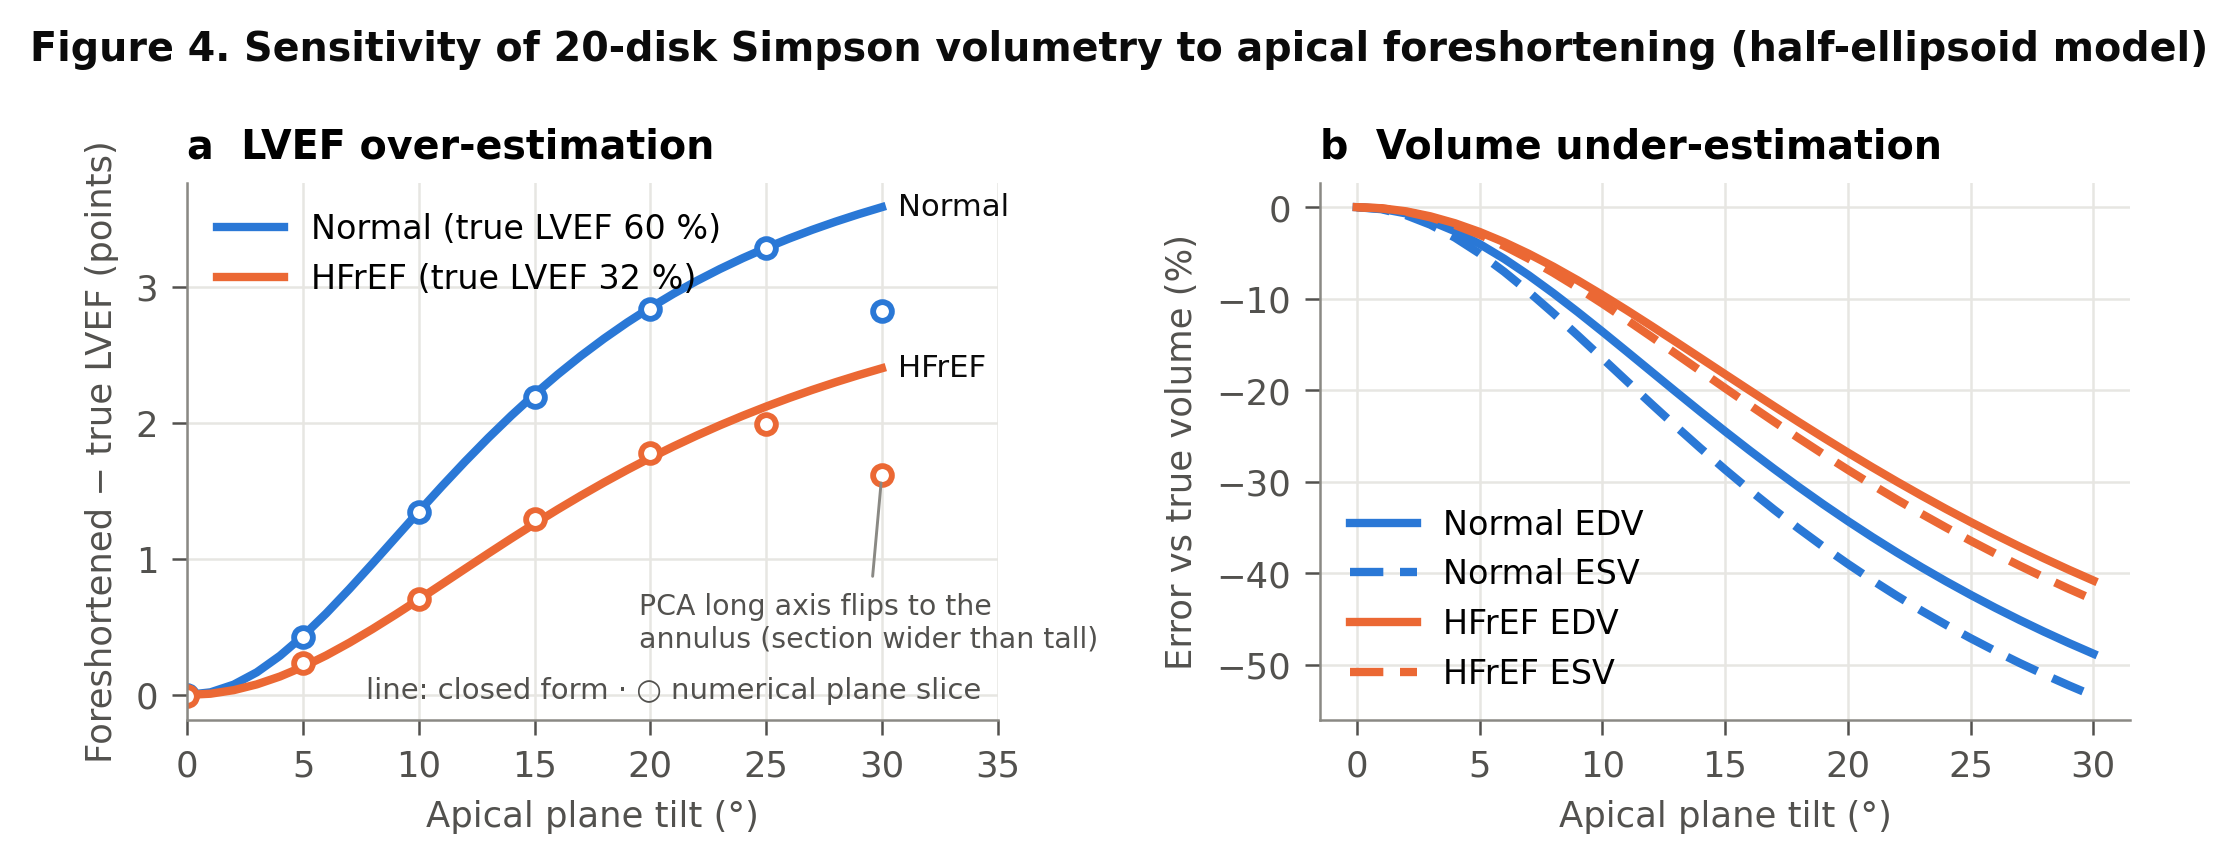 Figure 4. Sensitivity of 20-disk Simpson volumetry to apical foreshortening (half-ellipsoid model)
a LVEF over-estimation
Foreshortened − true LVEF (points)
3
2
1
0
Normal (true LVEF 60 %)
HFrEF (true LVEF 32 %)
Normal
HFrEF
PCA long axis flips to the
annulus (section wider than tall)
line: closed form · ○ numerical plane slice
0 5 10 15 20 25 30 35
Apical plane tilt (°)
b Volume under-estimation
Error vs true volume (%)
0
−10
−20
−30
−40
−50
Normal EDV
Normal ESV
HFrEF EDV
HFrEF ESV
0 5 10 15 20 25 30
Apical plane tilt (°)